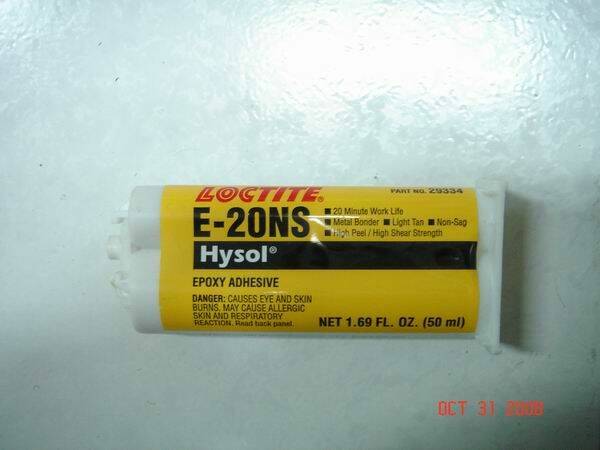 LOCTITE®
PART NO. 29334
E-20NS
■ 20 Minute Work Life
■ Metal Bonder ■ Light Tan ■ Non-Sag
■ High Peel / High Shear Strength
Hysol®
EPOXY ADHESIVE
DANGER: CAUSES EYE AND SKIN
BURNS. MAY CAUSE ALLERGIC
SKIN AND RESPIRATORY
REACTION. Read back panel.
NET 1.69 FL. OZ. (50 ml)
OCT 31 2008